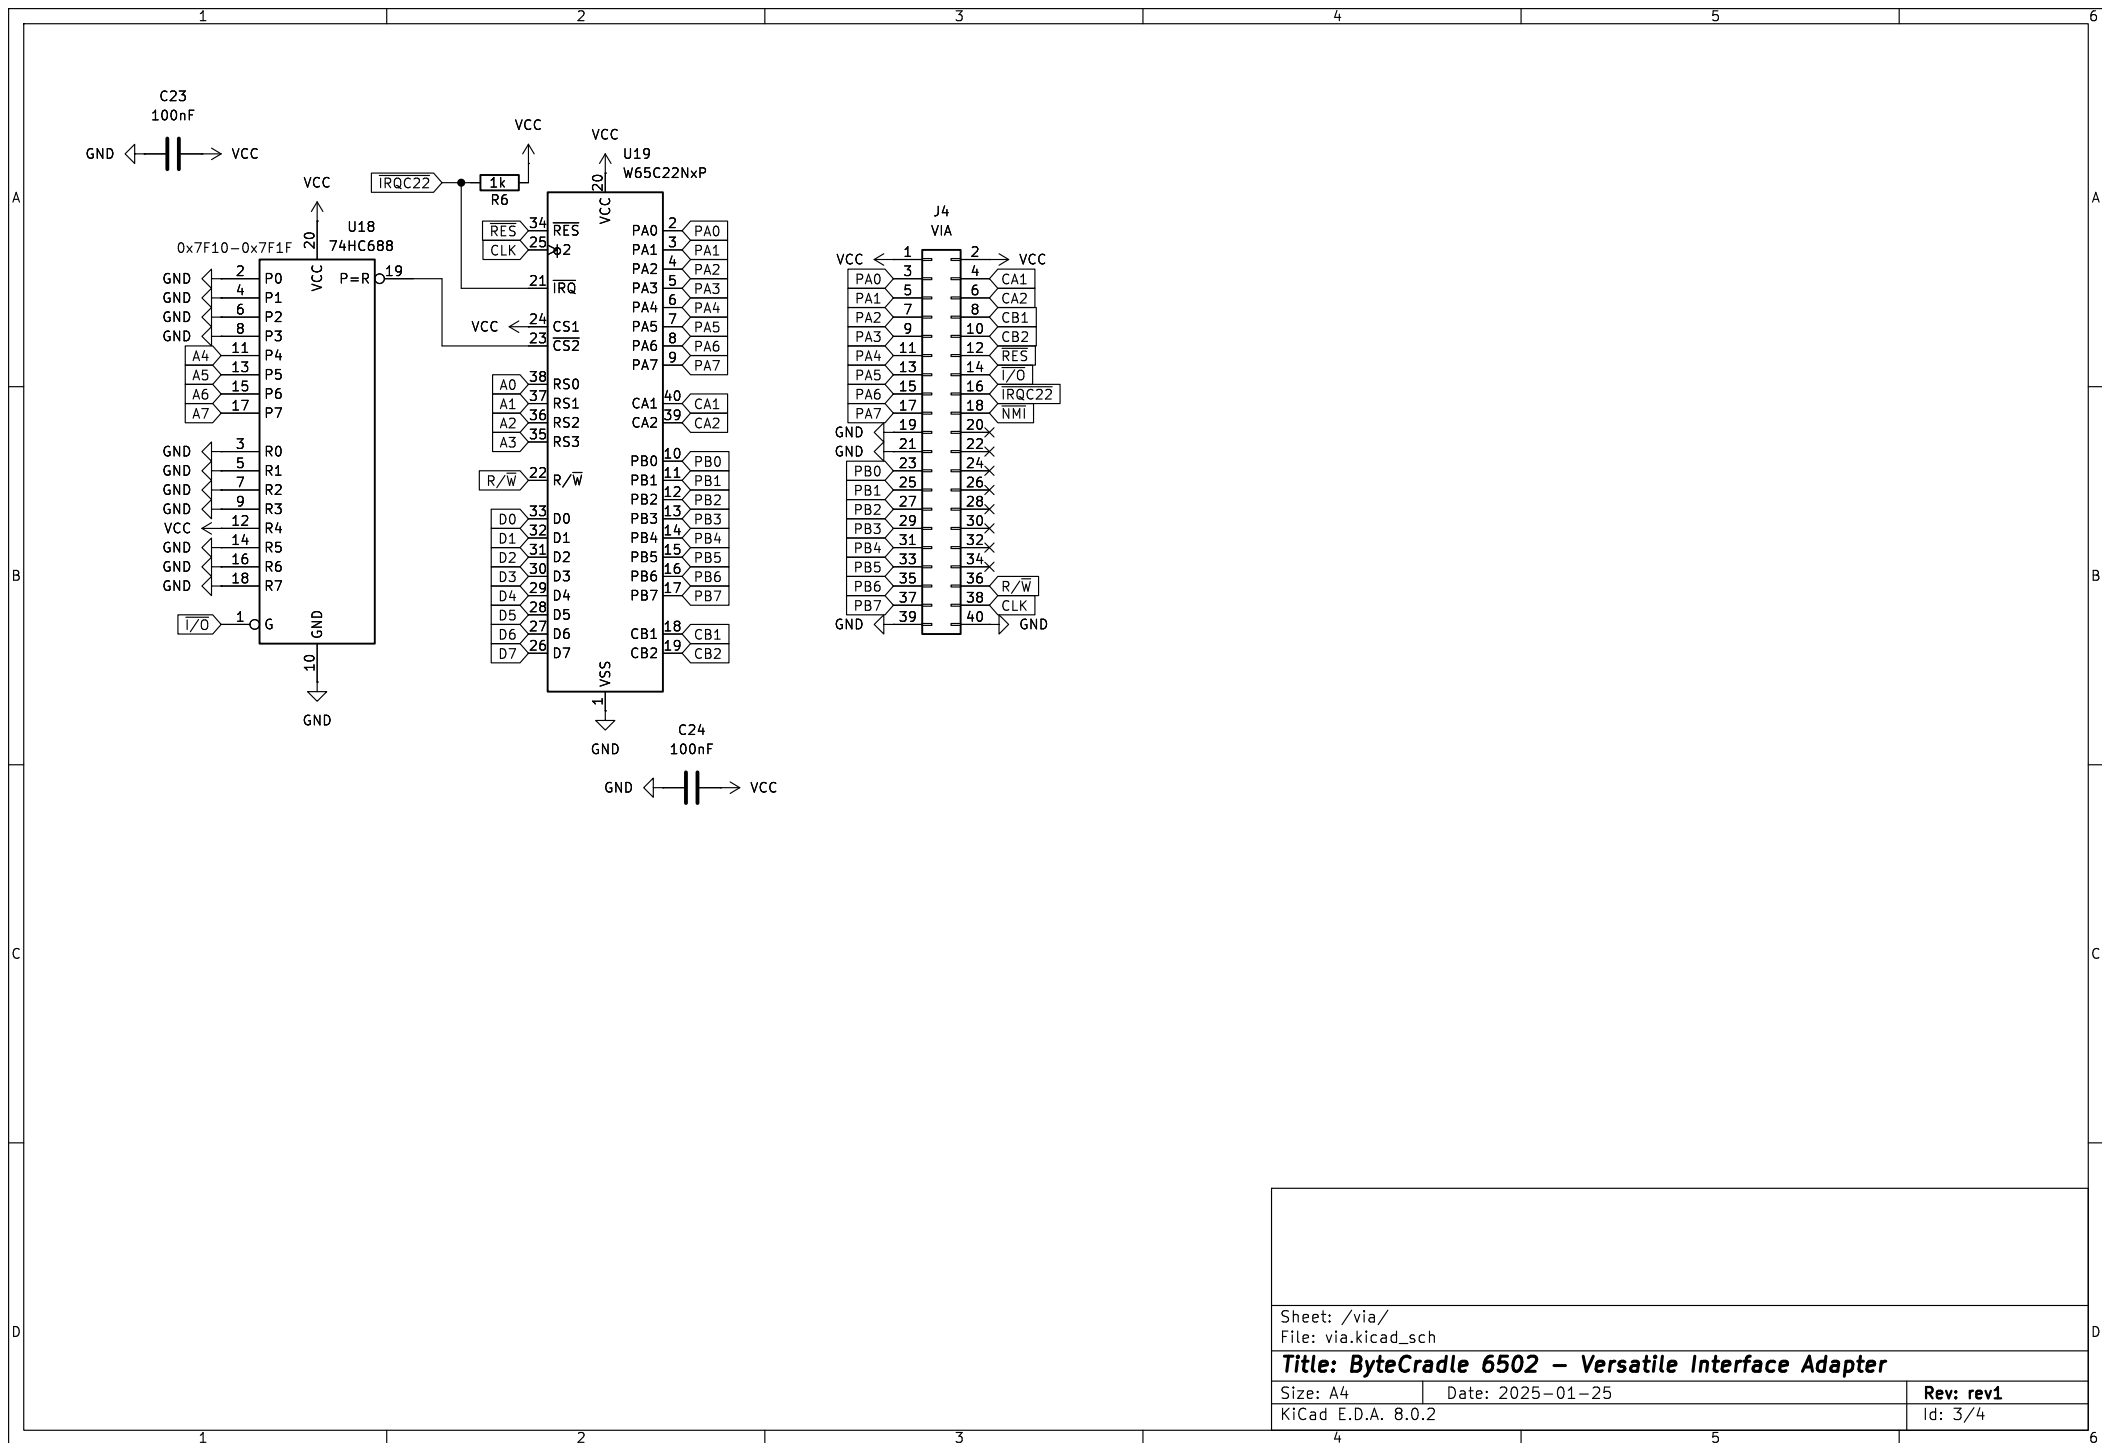 1 2 3 4 5 6
A
B
C
D
C23
100nF
GND VCC
VCC
U18
74HC688
0x7F10-0x7F1F
20
VCC
P=R 19
GND 2 P0
GND 4 P1
GND 6 P2
GND 8 P3
A4 11 P4
A5 13 P5
A6 15 P6
A7 17 P7
GND 3 R0
GND 5 R1
GND 7 R2
GND 9 R3
VCC 12 R4
GND 14 R5
GND 16 R6
GND 18 R7
I/O 1 G
GND
10
GND
VCC
IRQC22 1k
R6
VCC
U19
W65C22NxP
20
VCC
RES 34 RES
CLK 25 ϕ2
21 IRQ
VCC 24 CS1
23 CS2
A0 38 RS0
A1 37 RS1
A2 36 RS2
A3 35 RS3
R/W 22 R/W
D0 33 D0
D1 32 D1
D2 31 D2
D3 30 D3
D4 29 D4
D5 28 D5
D6 27 D6
D7 26 D7
PA0 2 PA0
PA1 3 PA1
PA2 4 PA2
PA3 5 PA3
PA4 6 PA4
PA5 7 PA5
PA6 8 PA6
PA7 9 PA7
CA1 40 CA1
CA2 39 CA2
PB0 10 PB0
PB1 11 PB1
PB2 12 PB2
PB3 13 PB3
PB4 14 PB4
PB5 15 PB5
PB6 16 PB6
PB7 17 PB7
CB1 18 CB1
CB2 19 CB2
VSS
1
GND
C24
100nF
GND VCC
J4
VIA
VCC 1 2 VCC
PA0 3 4 CA1
PA1 5 6 CA2
PA2 7 8 CB1
PA3 9 10 CB2
PA4 11 12 RES
PA5 13 14 I/O
PA6 15 16 IRQC22
PA7 17 18 NMI
GND 19 20
GND 21 22
PB0 23 24
PB1 25 26
PB2 27 28
PB3 29 30
PB4 31 32
PB5 33 34
PB6 35 36 R/W
PB7 37 38 CLK
GND 39 40 GND
A
B
C
D
Sheet: /via/
File: via.kicad_sch
Title: ByteCradle 6502 – Versatile Interface Adapter
Size: A4 Date: 2025-01-25 Rev: rev1
KiCad E.D.A. 8.0.2 Id: 3/4
1 2 3 4 5 6